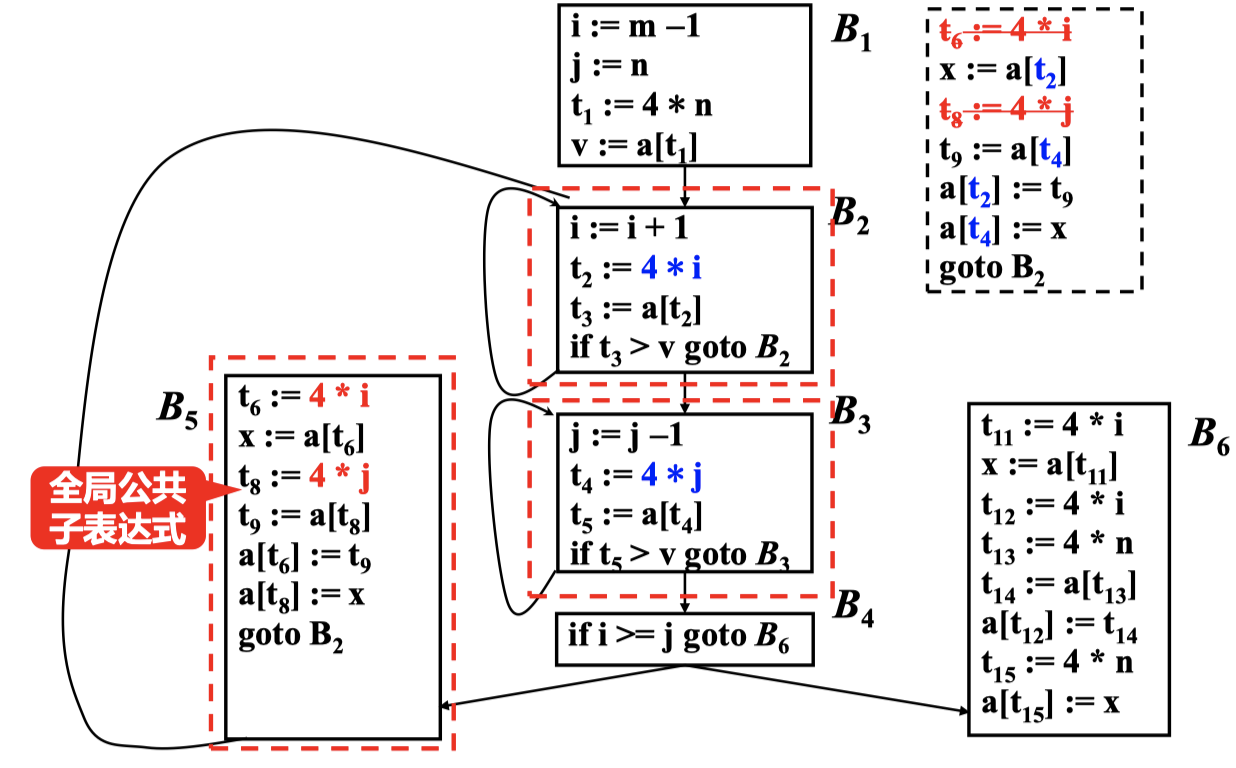 i := m –1
j := n
t₁ := 4 * n
v := a[t₁]
B₁
t₆ := 4 * i
x := a[t₂]
t₈ := 4 * j
t₉ := a[t₄]
a[t₂] := t₉
a[t₄] := x
goto B₂
i := i + 1
t₂ := 4 * i
t₃ := a[t₂]
if t₃ > v goto B₂
B₂
j := j –1
t₄ := 4 * j
t₅ := a[t₄]
if t₅ > v goto B₃
B₃
if i >= j goto B₆
B₄
B₅
t₆ := 4 * i
x := a[t₆]
t₈ := 4 * j
t₉ := a[t₈]
a[t₆] := t₉
a[t₈] := x
goto B₂
全局公共
子表达式
t₁₁ := 4 * i
x := a[t₁₁]
t₁₂ := 4 * i
t₁₃ := 4 * n
t₁₄ := a[t₁₃]
a[t₁₂] := t₁₄
t₁₅ := 4 * n
a[t₁₅] := x
B₆